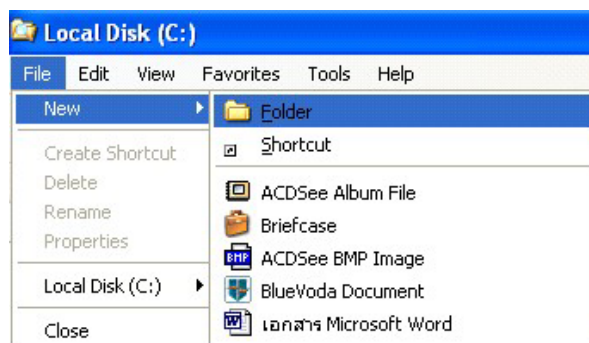 Local Disk (C:)
File Edit View Favorites Tools Help
New
Folder
Shortcut
Create Shortcut
Delete
Rename
Properties
ACDSee Album File
Briefcase
BMP ACDSee BMP Image
BlueVoda Document
เอกสาร Microsoft Word
Local Disk (C:)
Close